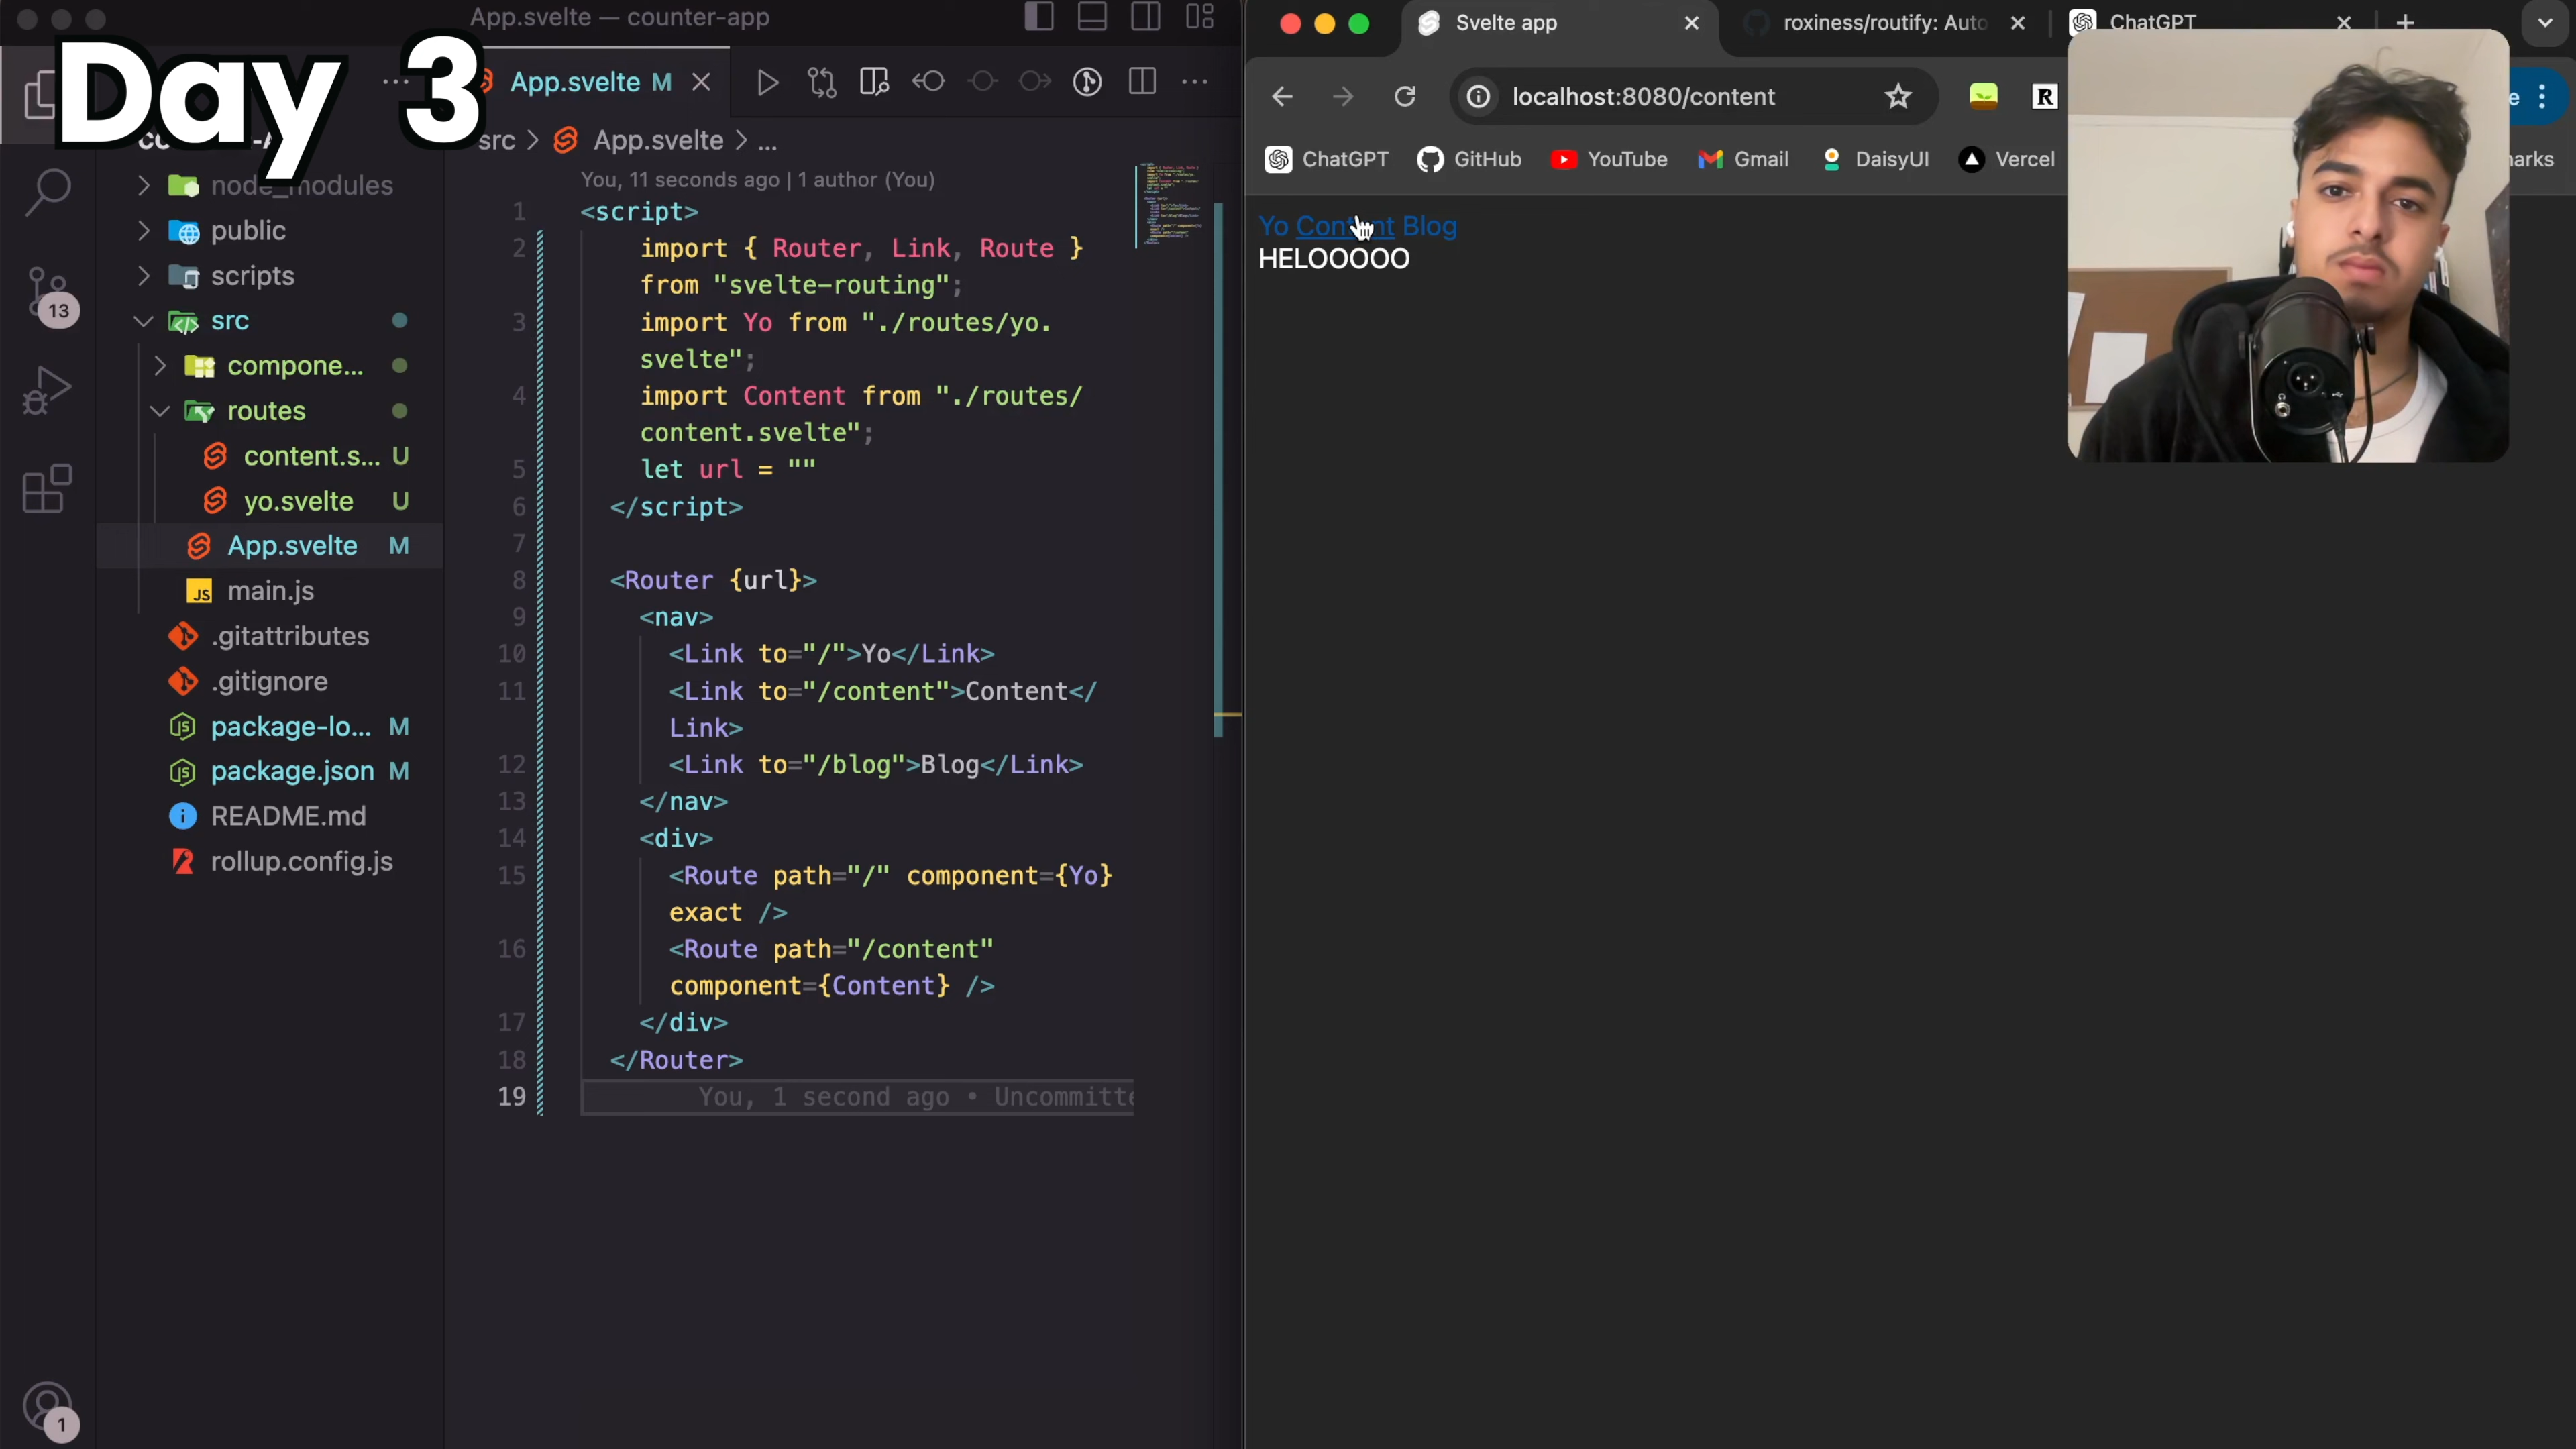 Day 3
App.svelte — counter-app
App.svelte M
src > App.svelte > ...
node_modules
public
scripts
src
compone...
routes
content.s... U
yo.svelte U
App.svelte M
main.js
.gitattributes
.gitignore
package-lo... M
package.json M
README.md
rollup.config.js
13
1
You, 11 seconds ago | 1 author (You)
1 <script>
2 import { Router, Link, Route }
from "svelte-routing";
3 import Yo from "./routes/yo.
svelte";
4 import Content from "./routes/
content.svelte";
5 let url = ""
6 </script>
7
8 <Router {url}>
9 <nav>
10 <Link to="/">Yo</Link>
11 <Link to="/content">Content</
Link>
12 <Link to="/blog">Blog</Link>
13 </nav>
14 <div>
15 <Route path="/" component={Yo}
exact />
16 <Route path="/content"
component={Content} />
17 </div>
18 </Router>
19 You, 1 second ago • Uncommitte
Svelte app
roxiness/routify: Auto
ChatGPT
localhost:8080/content
R
e
ChatGPT
GitHub
YouTube
Gmail
DaisyUI
Vercel
arks
Yo Content Blog
HELOOOOO